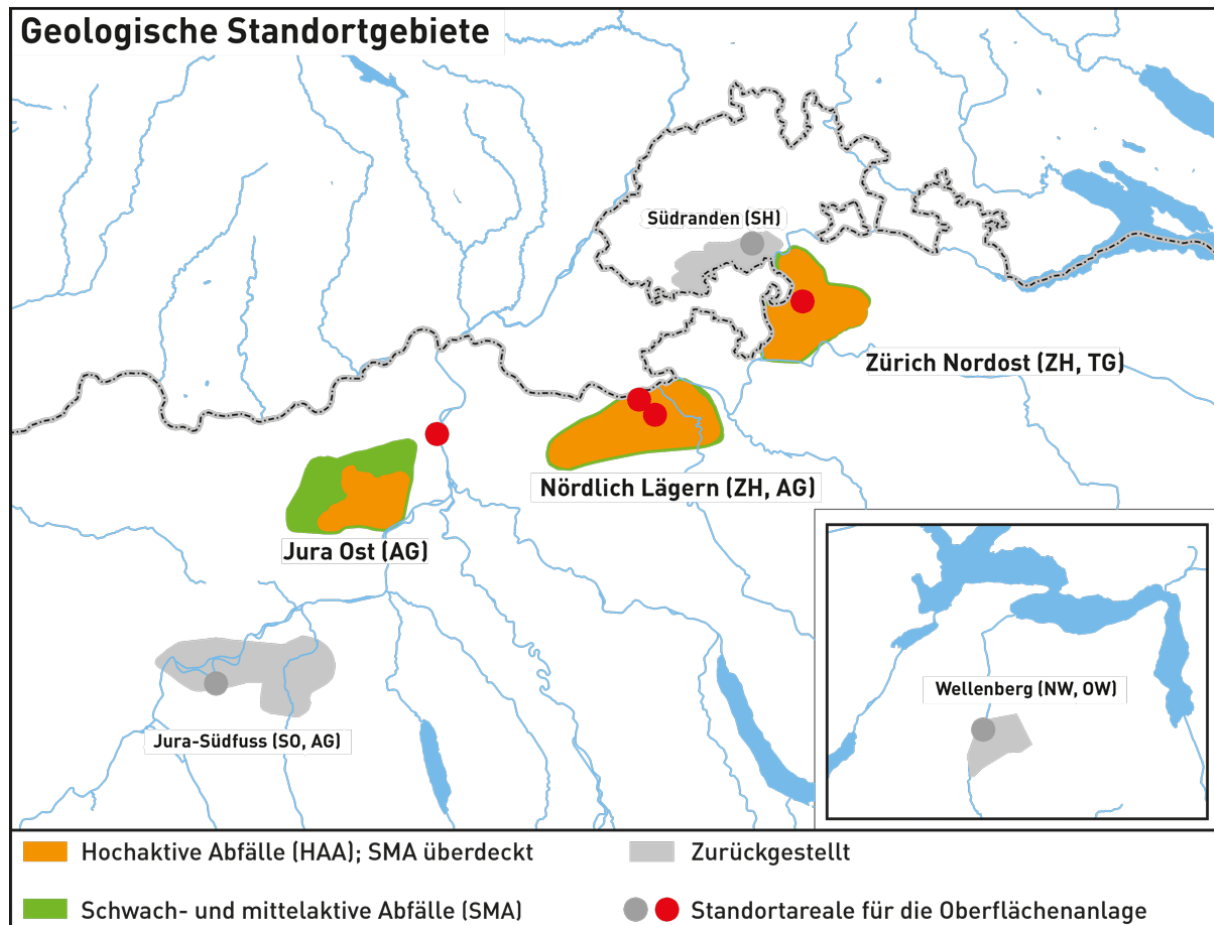 Geologische Standortgebiete
Südranden (SH)
Zürich Nordost (ZH, TG)
Nördlich Lägern (ZH, AG)
Jura Ost (AG)
Wellenberg (NW, OW)
Jura-Südfuss (SO, AG)
Hochaktive Abfälle (HAA); SMA überdeckt
Zurückgestellt
Schwach- und mittelaktive Abfälle (SMA)
Standortareale für die Oberflächenanlage